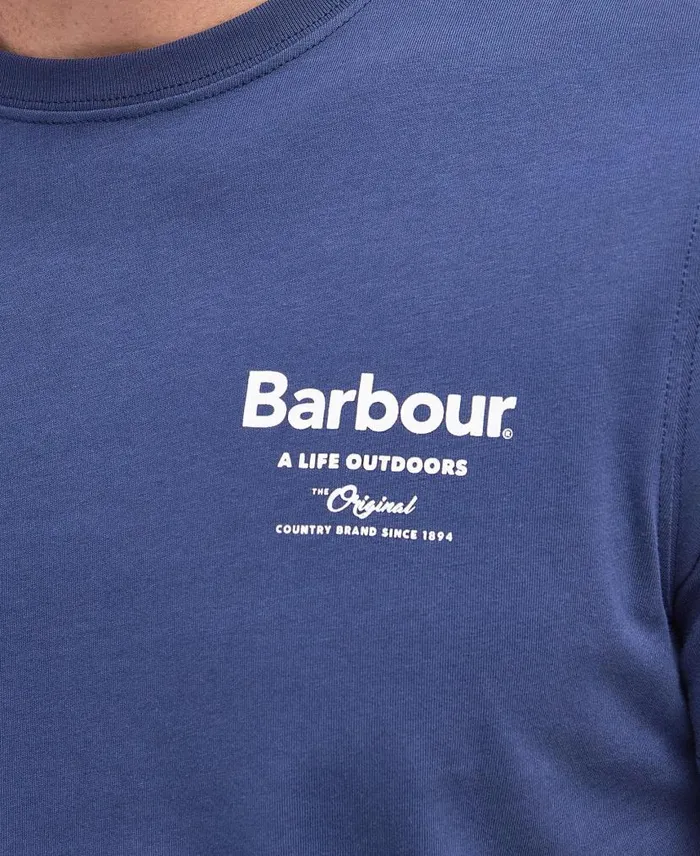 Barbour®
A LIFE OUTDOORS
THE Original
COUNTRY BRAND SINCE 1894